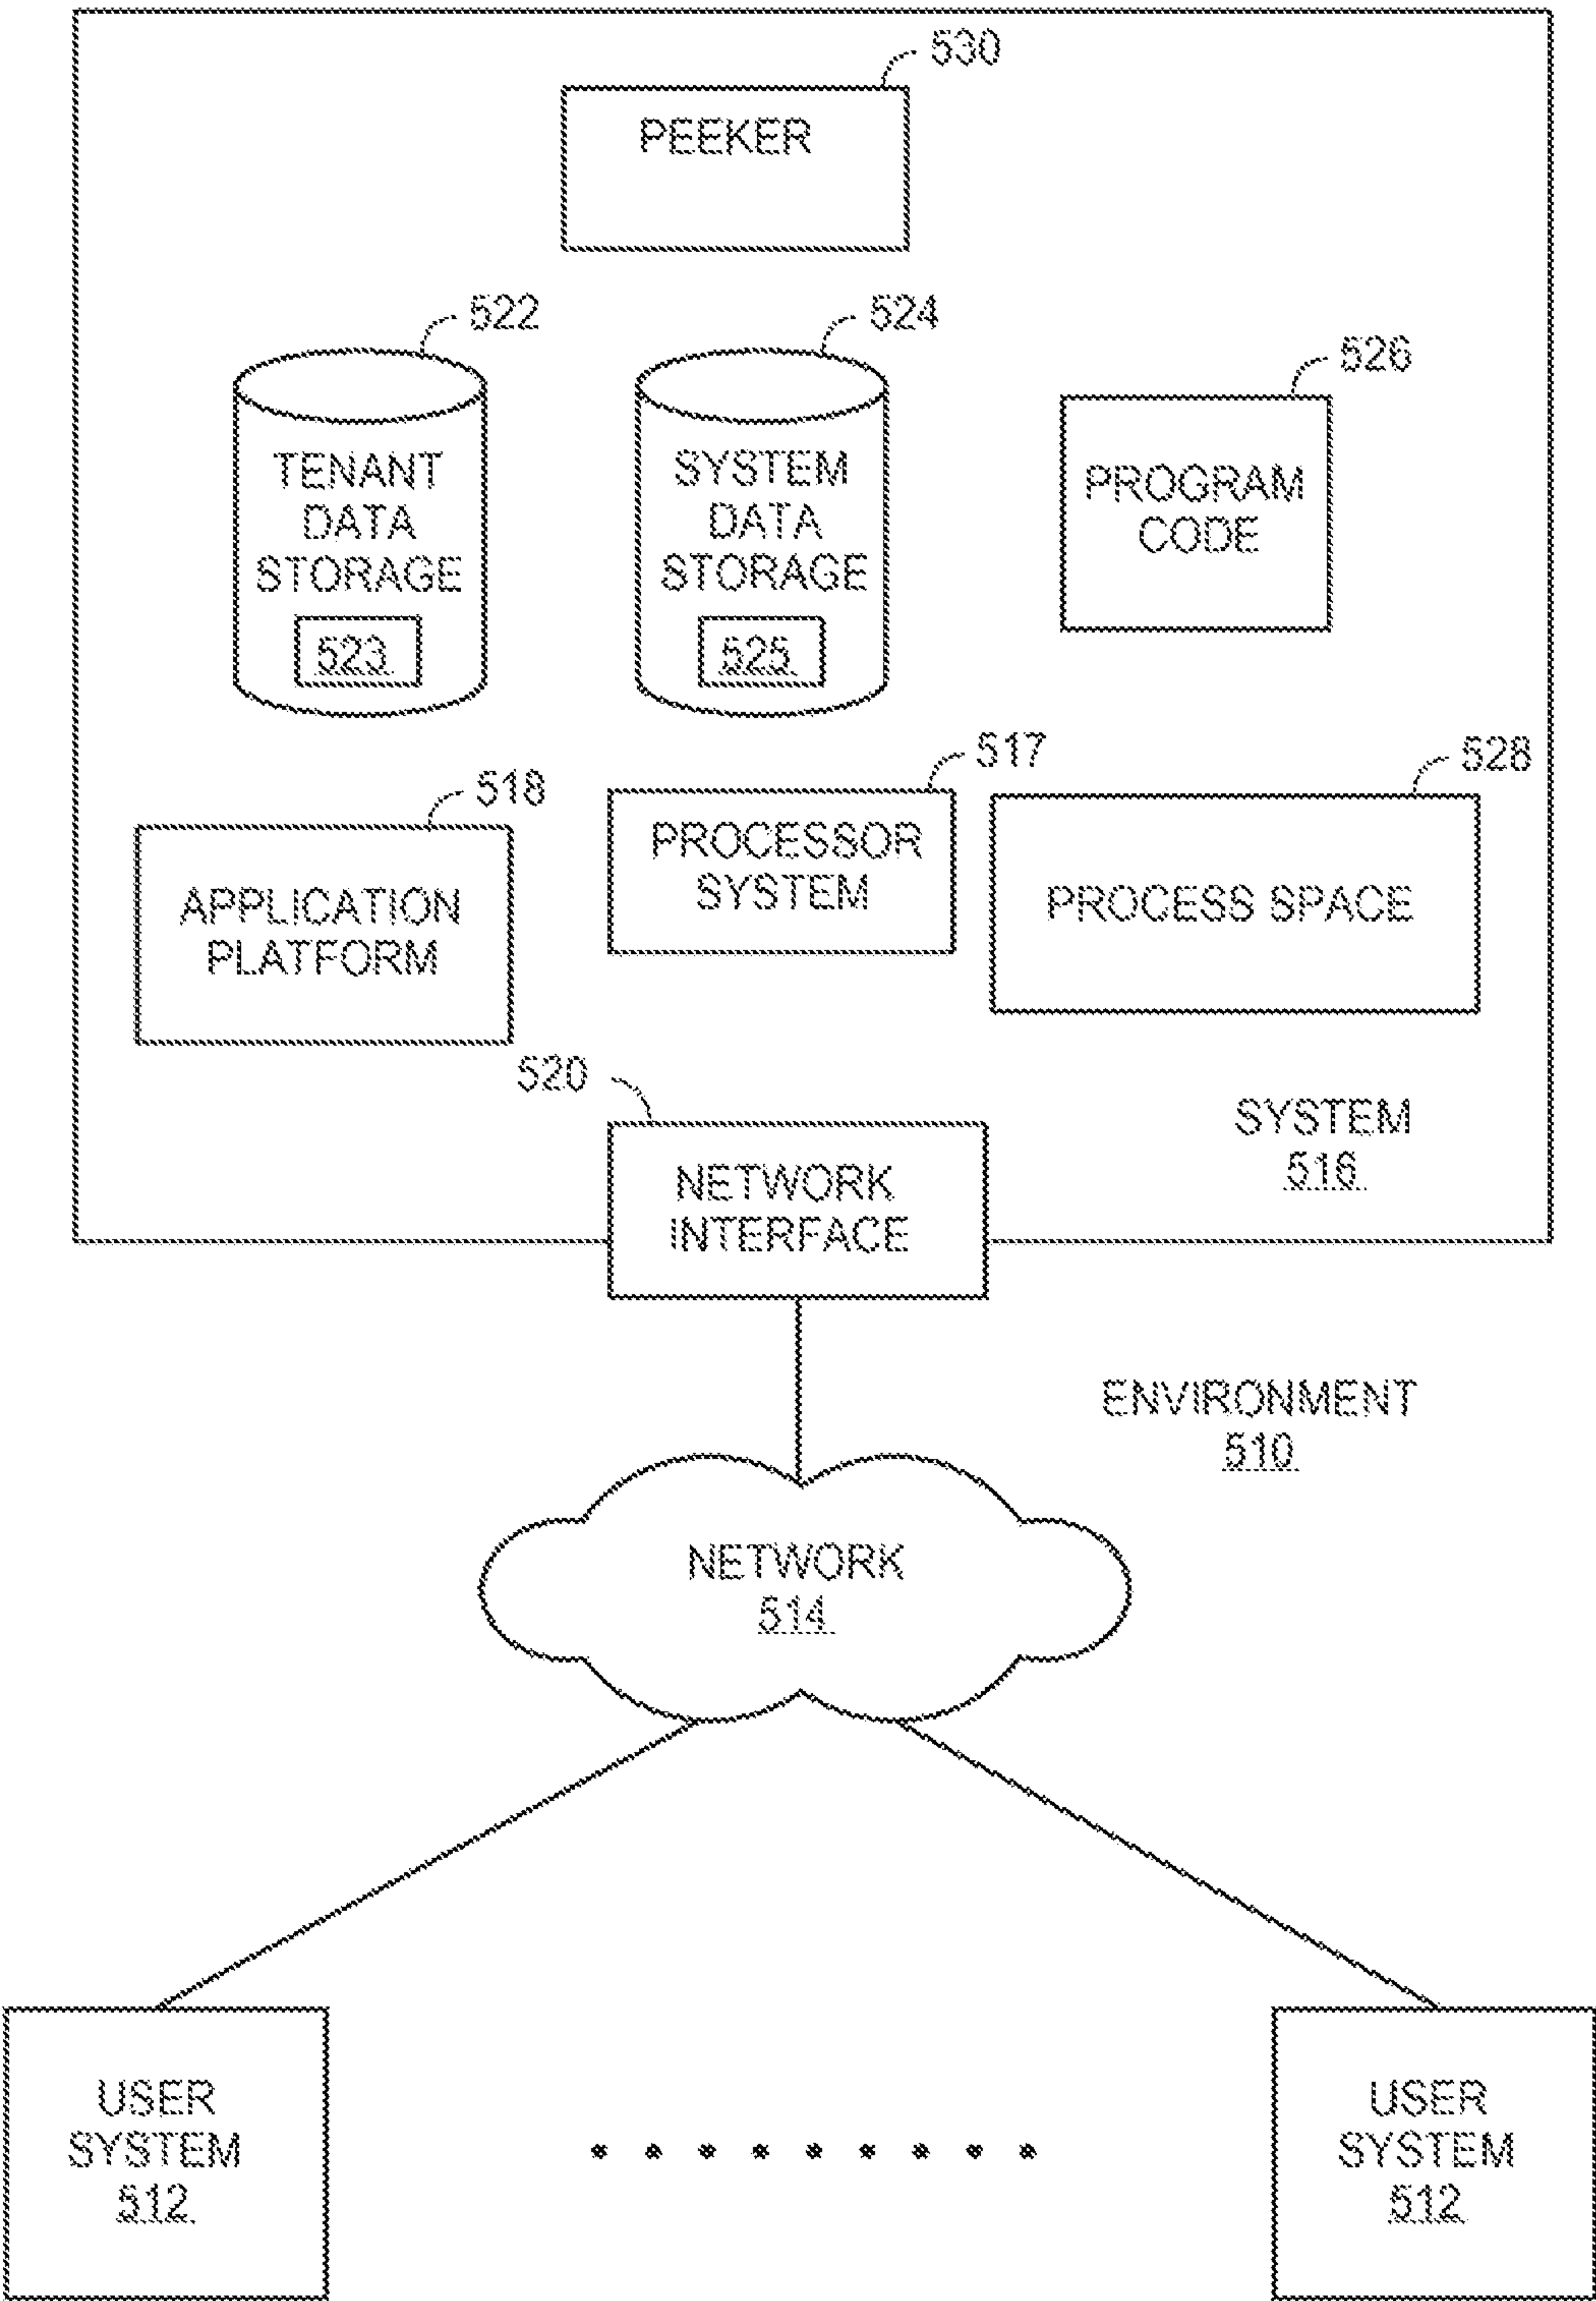 530
PEEKER
522
524
526
TENANT
DATA
STORAGE
523
SYSTEM
DATA
STORAGE
525
PROGRAM
CODE
518
517
528
APPLICATION
PLATFORM
PROCESSOR
SYSTEM
PROCESS SPACE
520
SYSTEM
516
NETWORK
INTERFACE
ENVIRONMENT
510
NETWORK
514
USER
SYSTEM
512
USER
SYSTEM
512